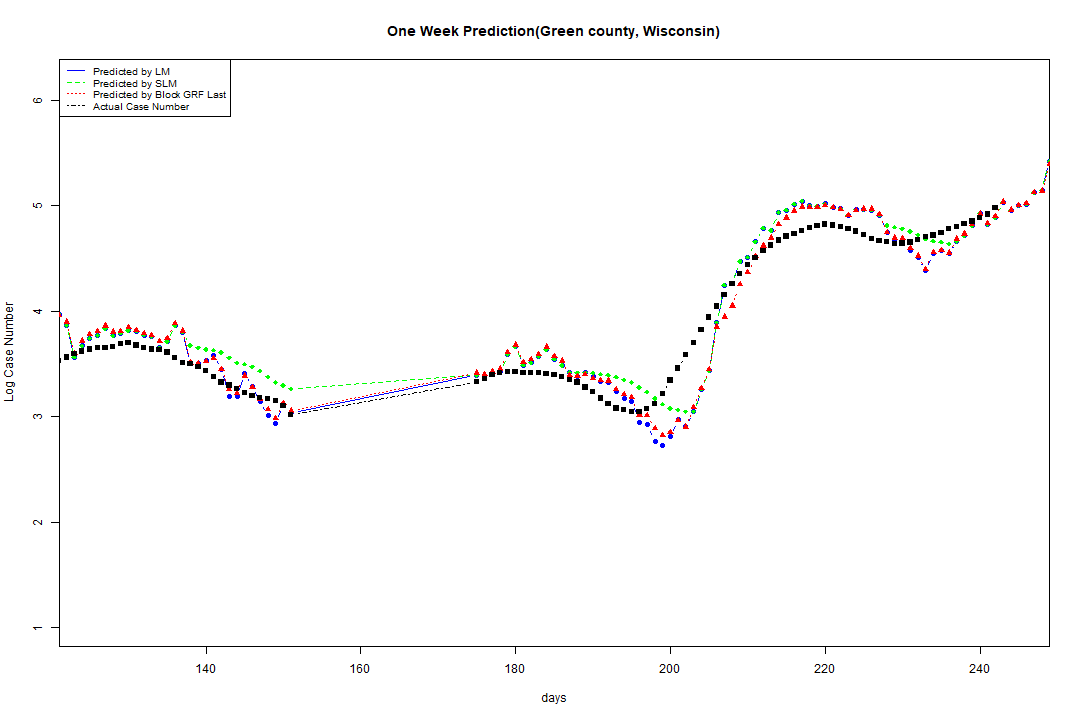 One Week Prediction(Green county, Wisconsin)
Predicted by LM
Predicted by SLM
Predicted by Block GRF Last
Actual Case Number
6
5
4
3
2
1
Log Case Number
140 160 180 200 220 240
days